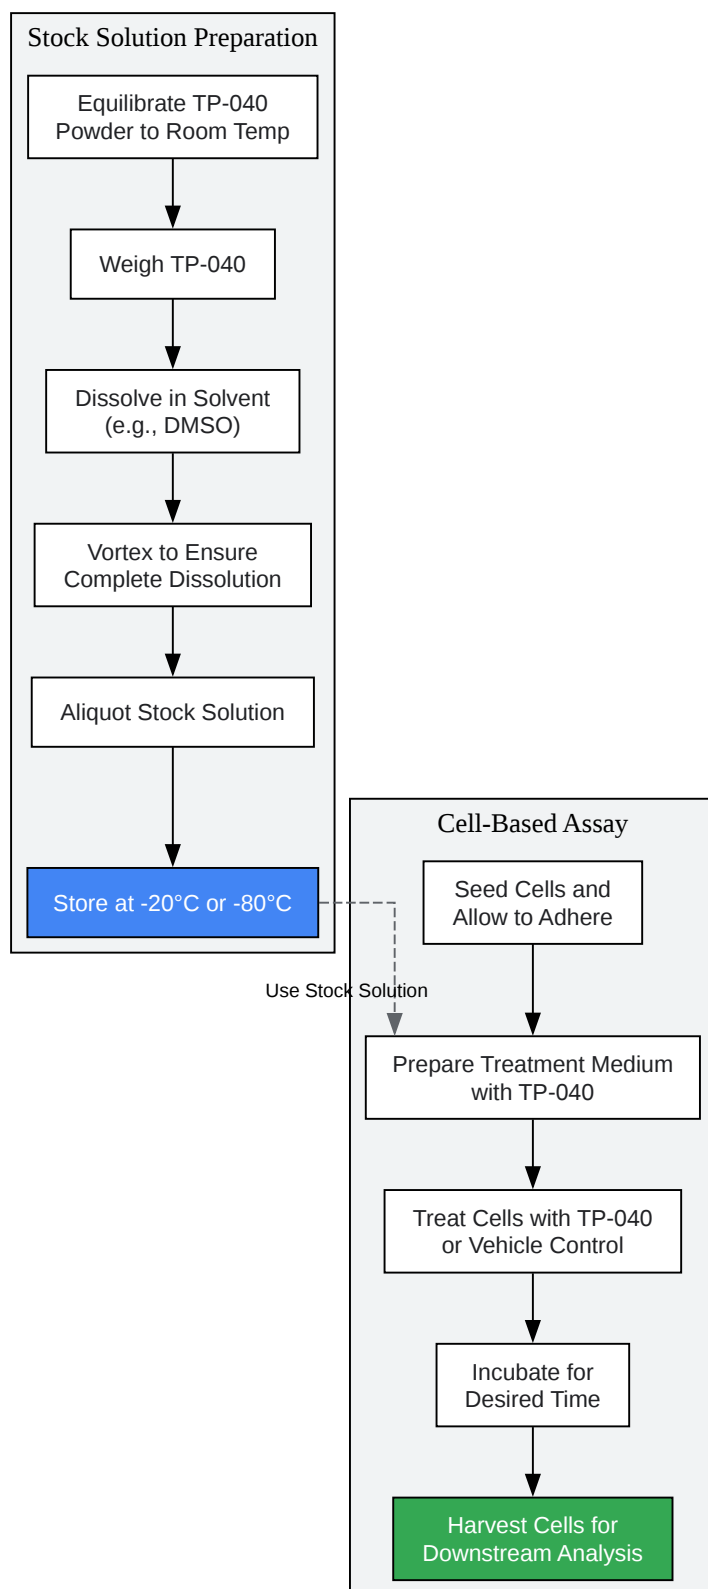 Stock Solution Preparation
Equilibrate TP-040
Powder to Room Temp
Weigh TP-040
Dissolve in Solvent
(e.g., DMSO)
Vortex to Ensure
Complete Dissolution
Aliquot Stock Solution
Store at -20°C or -80°C
Use Stock Solution
Cell-Based Assay
Seed Cells and
Allow to Adhere
Prepare Treatment Medium
with TP-040
Treat Cells with TP-040
or Vehicle Control
Incubate for
Desired Time
Harvest Cells for
Downstream Analysis